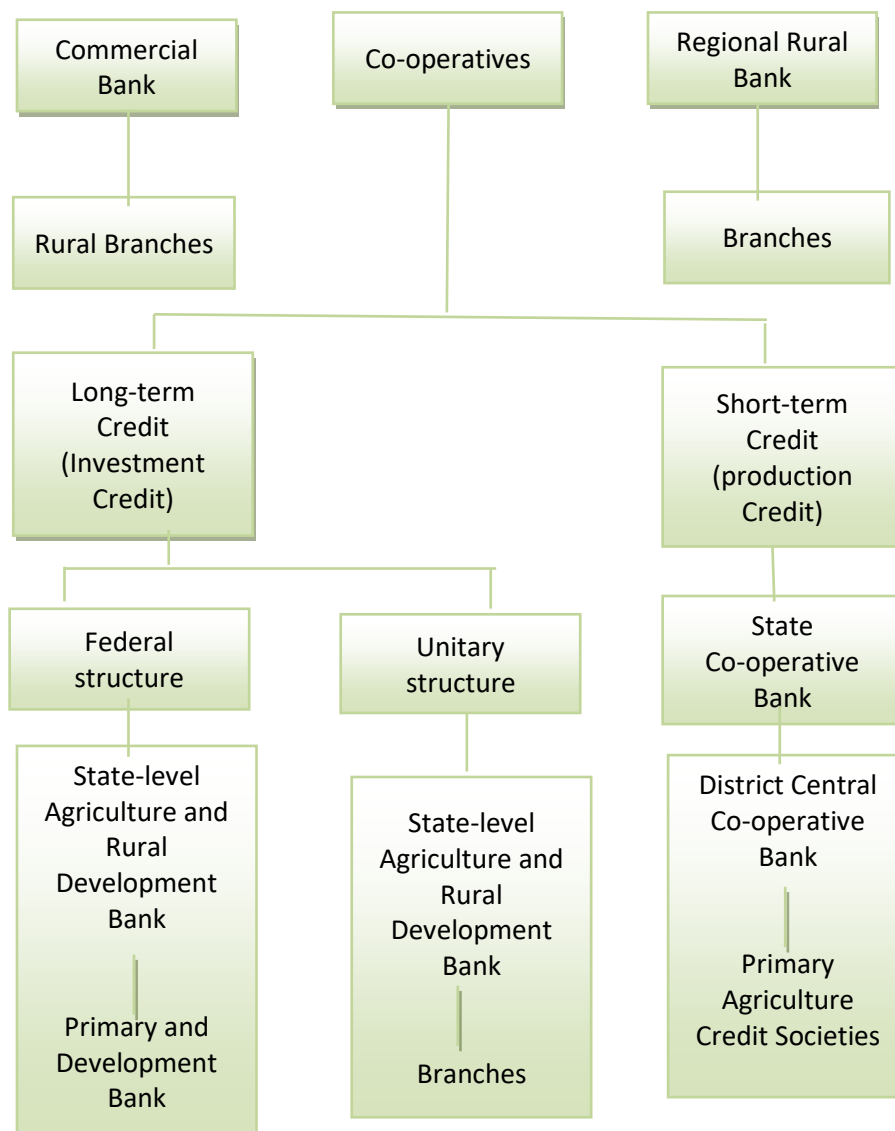 Commercial
Bank
Co-operatives
Regional Rural
Bank
Rural Branches
Branches
Long-term
Credit
(Investment
Credit)
Short-term
Credit
(production
Credit)
Federal
structure
Unitary
structure
State
Co-operative
Bank
State-level
Agriculture and
Rural
Development
Bank
Primary and
Development
Bank
State-level
Agriculture and
Rural
Development
Bank
Branches
District Central
Co-operative
Bank
Primary
Agriculture
Credit Societies